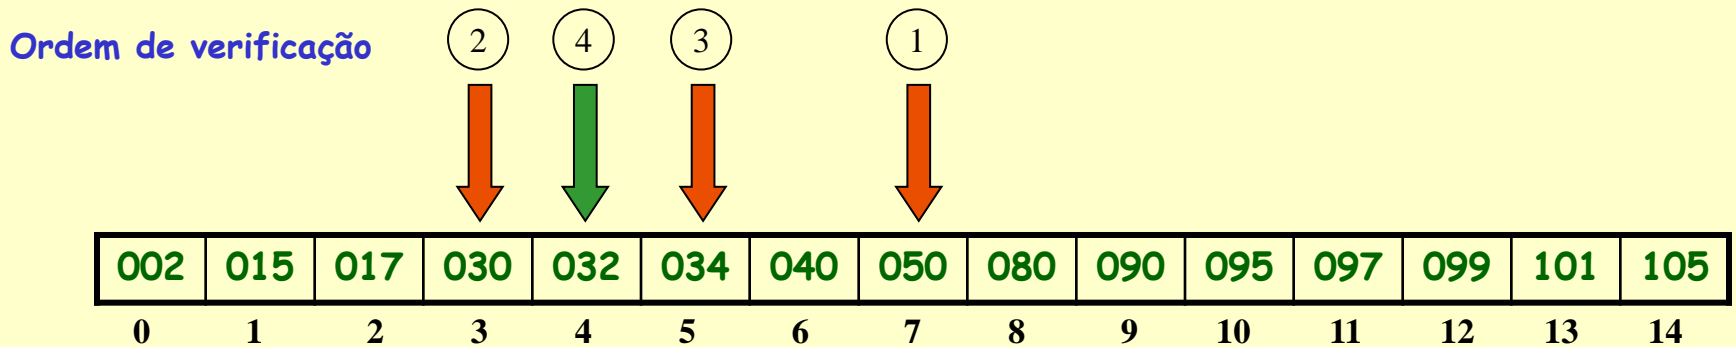 Ordem de verificação 2 4 3 1
002 015 017 030 032 034 040 050 080 090 095 097 099 101 105
0 1 2 3 4 5 6 7 8 9 10 11 12 13 14